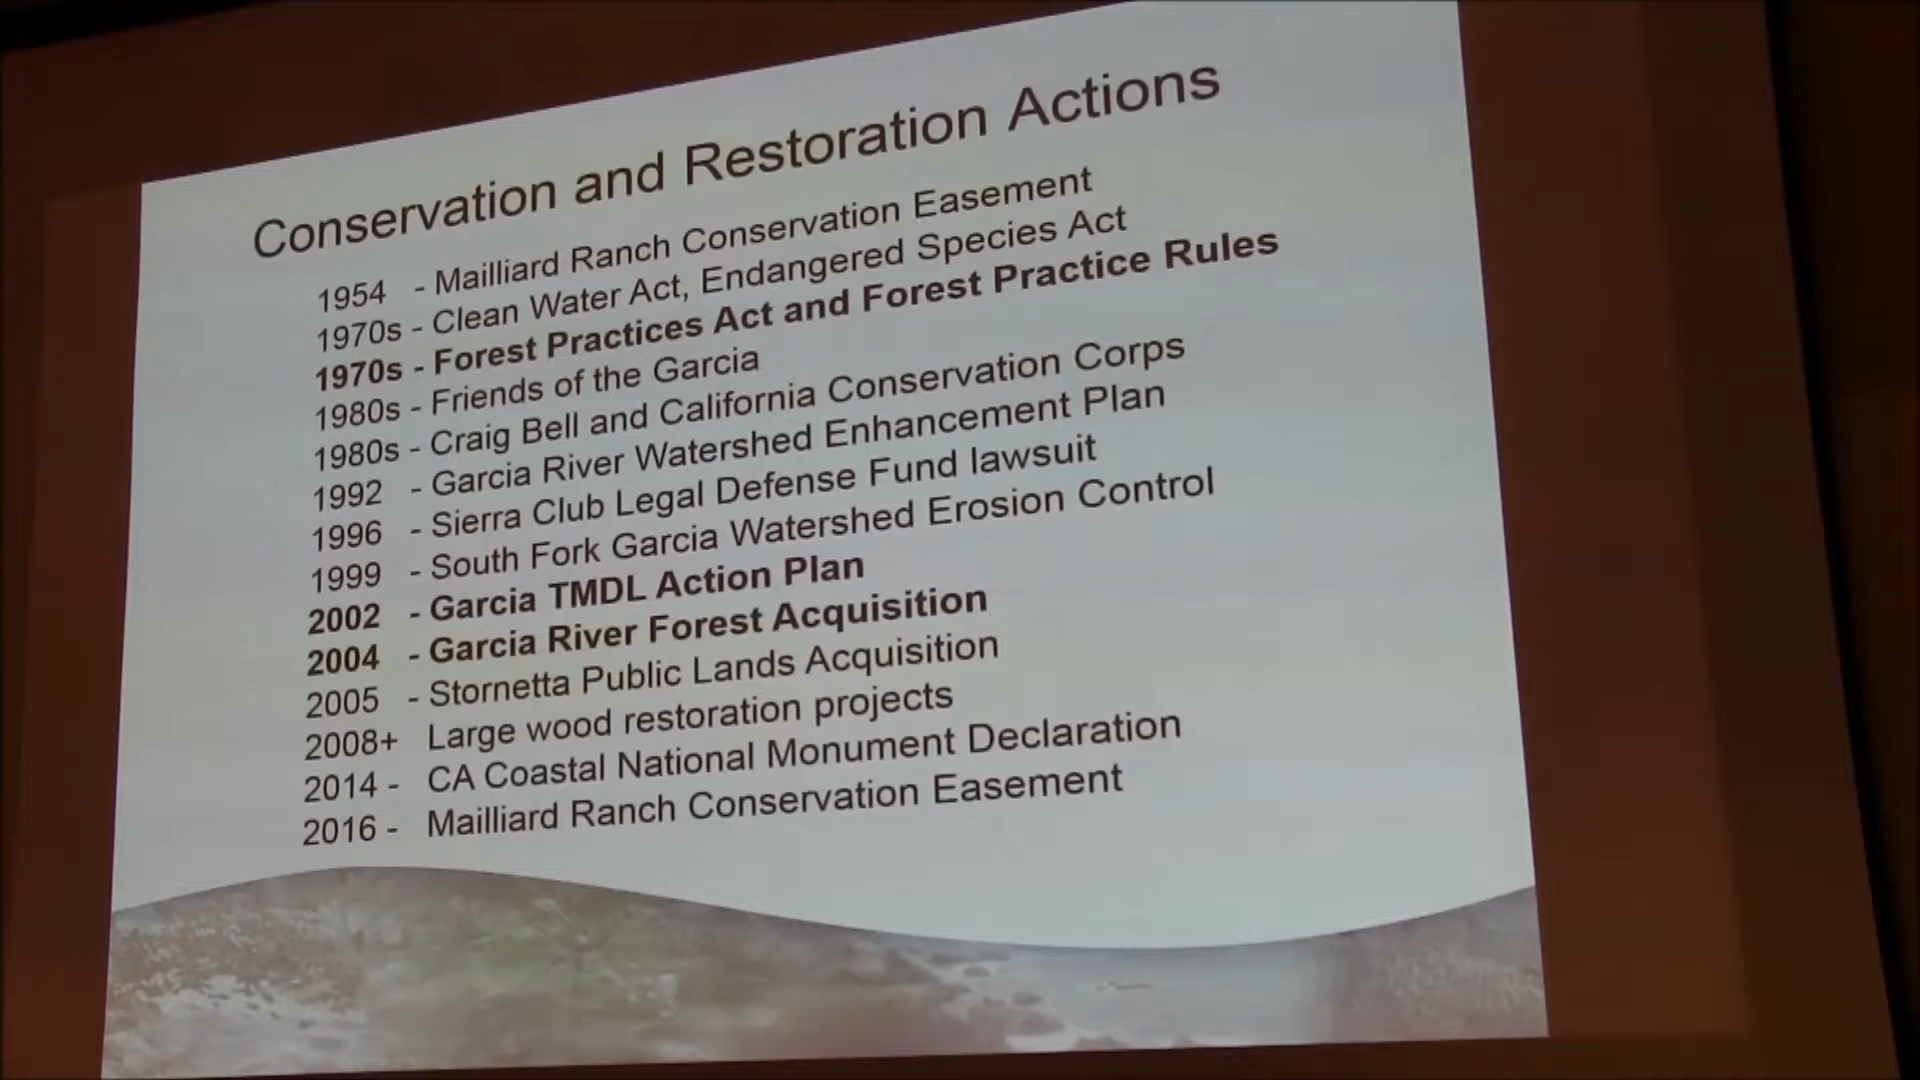 Conservation and Restoration Actions
1954 - Mailliard Ranch Conservation Easement
1970s - Clean Water Act, Endangered Species Act
1970s - Forest Practices Act and Forest Practice Rules
1980s - Friends of the Garcia
1980s - Craig Bell and California Conservation Corps
1992 - Garcia River Watershed Enhancement Plan
1996 - Sierra Club Legal Defense Fund lawsuit
1999 - South Fork Garcia Watershed Erosion Control
2002 - Garcia TMDL Action Plan
2004 - Garcia River Forest Acquisition
2005 - Stornetta Public Lands Acquisition
2008+ Large wood restoration projects
2014 - CA Coastal National Monument Declaration
2016 - Mailliard Ranch Conservation Easement